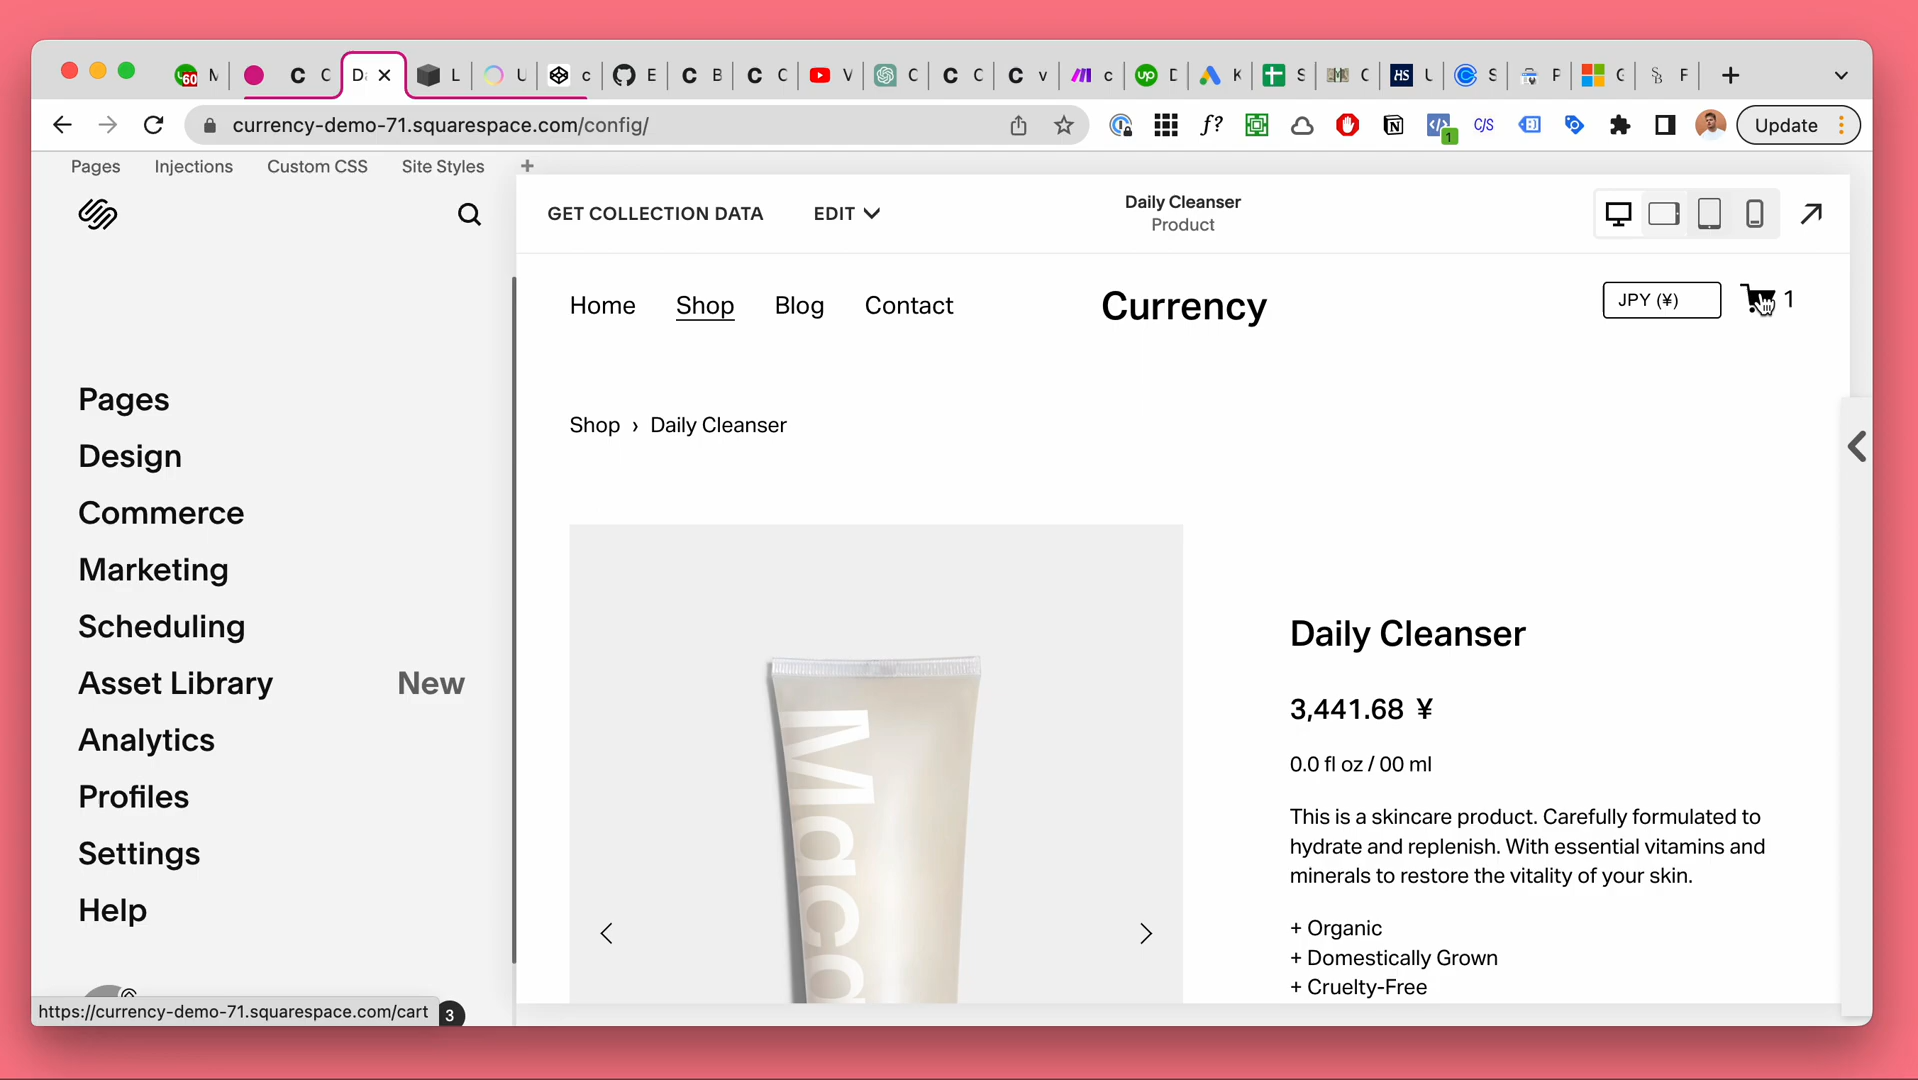 60 M C C D L U c E C B C C V C C C C v c up D K S C HS U S P G F
currency-demo-71.squarespace.com/config/
f? C/S 1 Update
Pages Injections Custom CSS Site Styles
GET COLLECTION DATA EDIT
Daily Cleanser
Product
Home Shop Blog Contact
Currency
JPY (¥)
1
Shop › Daily Cleanser
Pages
Design
Commerce
Marketing
Scheduling
Asset Library New
Analytics
Profiles
Settings
Help
3
https://currency-demo-71.squarespace.com/cart
Daily Cleanser
3,441.68 ¥
0.0 fl oz / 00 ml
This is a skincare product. Carefully formulated to
hydrate and replenish. With essential vitamins and
minerals to restore the vitality of your skin.
+ Organic
+ Domestically Grown
+ Cruelty-Free